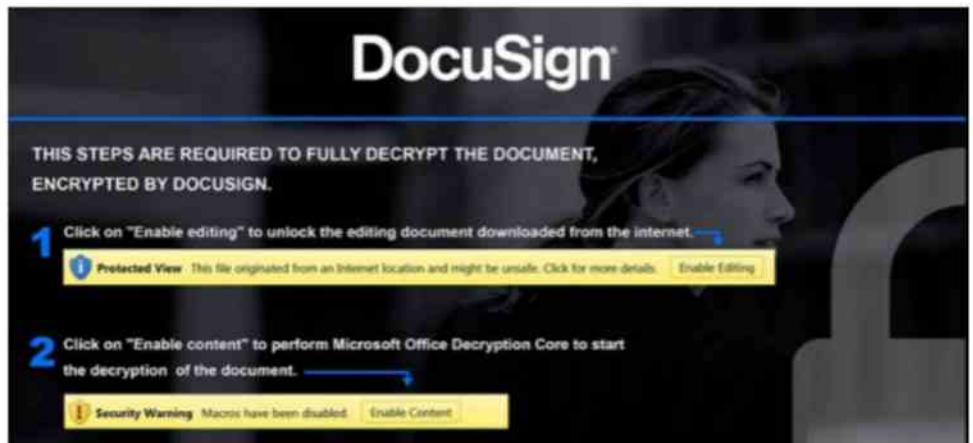 DocuSign
THIS STEPS ARE REQUIRED TO FULLY DECRYPT THE DOCUMENT,
ENCRYPTED BY DOCUSIGN.
1 Click on "Enable editing" to unlock the editing document downloaded from the internet.
Protected View This file originated from an Internet location and might be unsafe. Click for more details. Enable Editing
2 Click on "Enable content" to perform Microsoft Office Decryption Core to start
the decryption of the document.
Security Warning Macros have been disabled. Enable Content